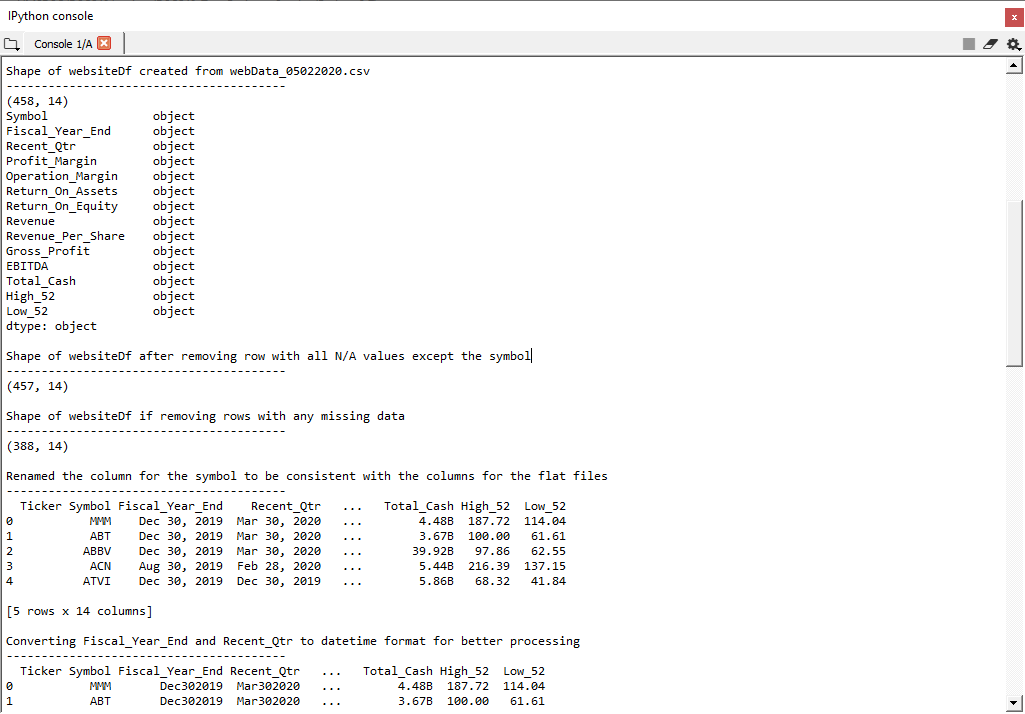 IPython console
x
Console 1/A
Shape of websiteDf created from webData_05022020.csv
----------------------------------------
(458, 14)
Symbol               object
Fiscal_Year_End      object
Recent_Qtr           object
Profit_Margin        object
Operation_Margin     object
Return_On_Assets     object
Return_On_Equity     object
Revenue              object
Revenue_Per_Share    object
Gross_Profit         object
EBITDA               object
Total_Cash           object
High_52              object
Low_52               object
dtype: object
Shape of websiteDf after removing row with all N/A values except the symbol
----------------------------------------
(457, 14)
Shape of websiteDf if removing rows with any missing data
----------------------------------------
(388, 14)
Renamed the column for the symbol to be consistent with the columns for the flat files
----------------------------------------
  Ticker Symbol Fiscal_Year_End    Recent_Qtr   ...   Total_Cash High_52  Low_52
0           MMM    Dec 30, 2019  Mar 30, 2020   ...        4.48B  187.72  114.04
1           ABT    Dec 30, 2019  Mar 30, 2020   ...        3.67B  100.00   61.61
2          ABBV    Dec 30, 2019  Mar 30, 2020   ...       39.92B   97.86   62.55
3           ACN    Aug 30, 2019  Feb 28, 2020   ...        5.44B  216.39  137.15
4          ATVI    Dec 30, 2019  Dec 30, 2019   ...        5.86B   68.32   41.84
[5 rows x 14 columns]
Converting Fiscal_Year_End and Recent_Qtr to datetime format for better processing
----------------------------------------
  Ticker Symbol Fiscal_Year_End Recent_Qtr   ...   Total_Cash High_52  Low_52
0           MMM       Dec302019  Mar302020   ...        4.48B  187.72  114.04
1           ABT       Dec302019  Mar302020   ...        3.67B  100.00   61.61